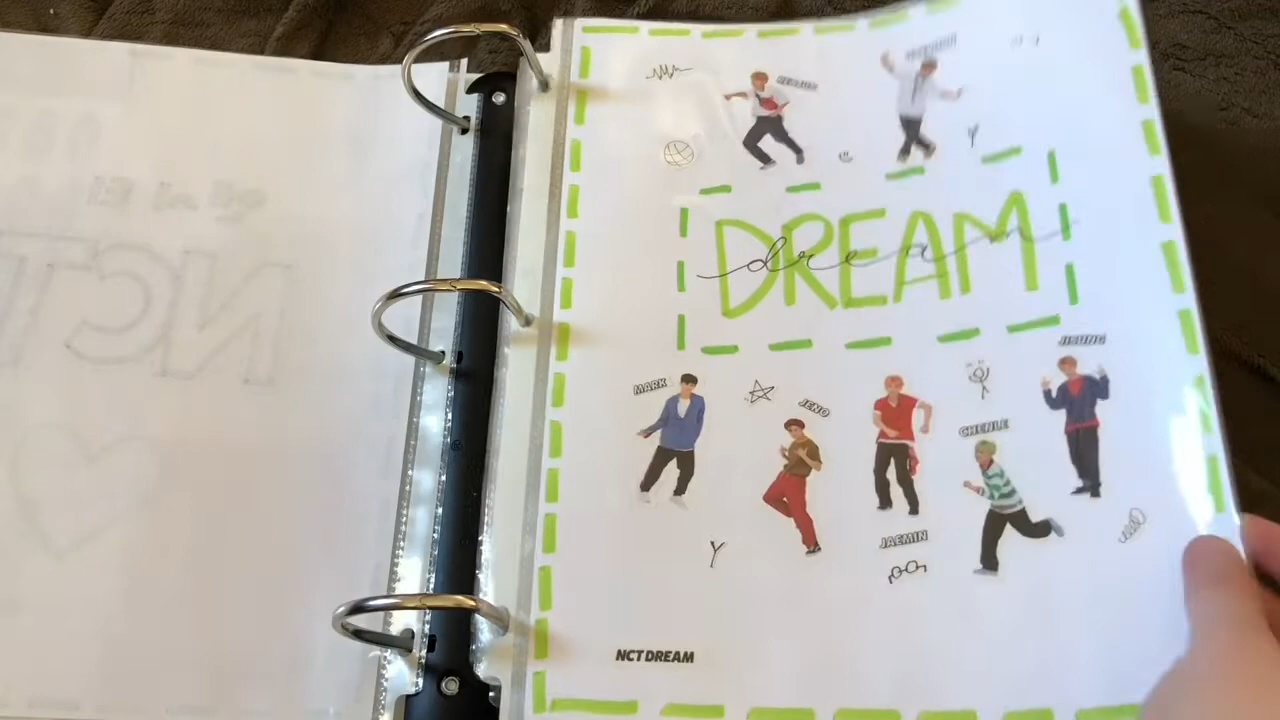 DREAM
dream
JISUNG
MARK
JENO
CHENLE
JAEMIN
NCT DREAM